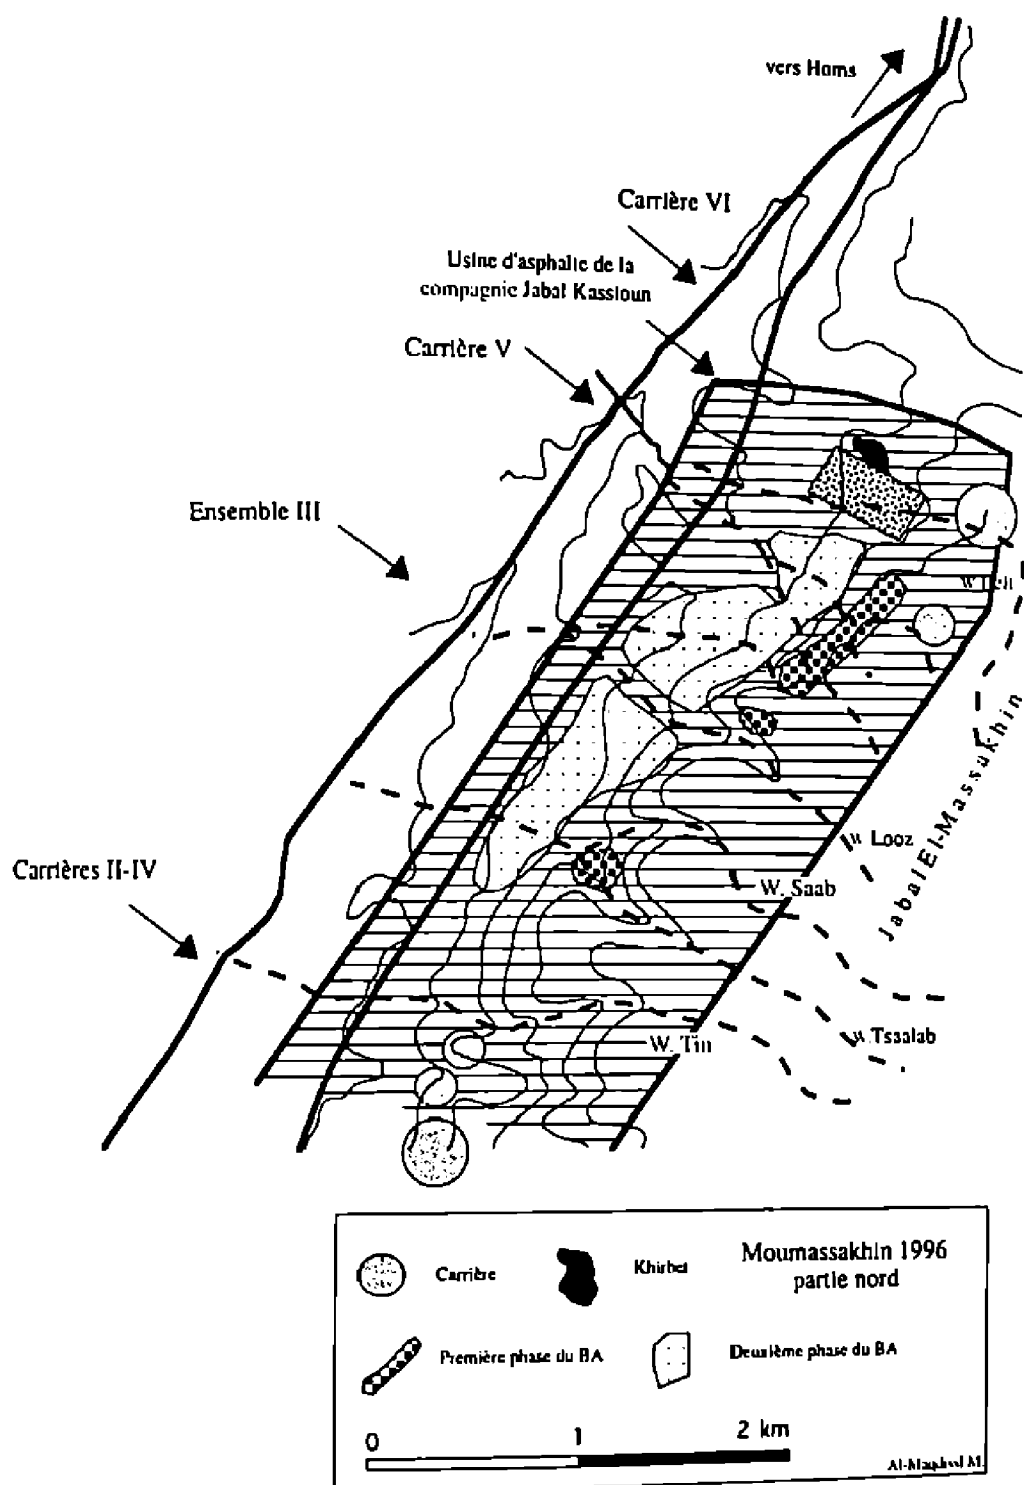 vers Homs
Carrière VI
Usine d'asphalte de la
compagnie Jabal Kassioun
Carrière V
Ensemble III
Jabal El-Massakhin
W. Looz
Carrières II-IV
W. Saab
W. Tsaalab
W. Tin
Carrière
Khirbet
Moumassakhin 1996
partie nord
Première phase du BA
Deuxième phase du BA
0
1
2 km